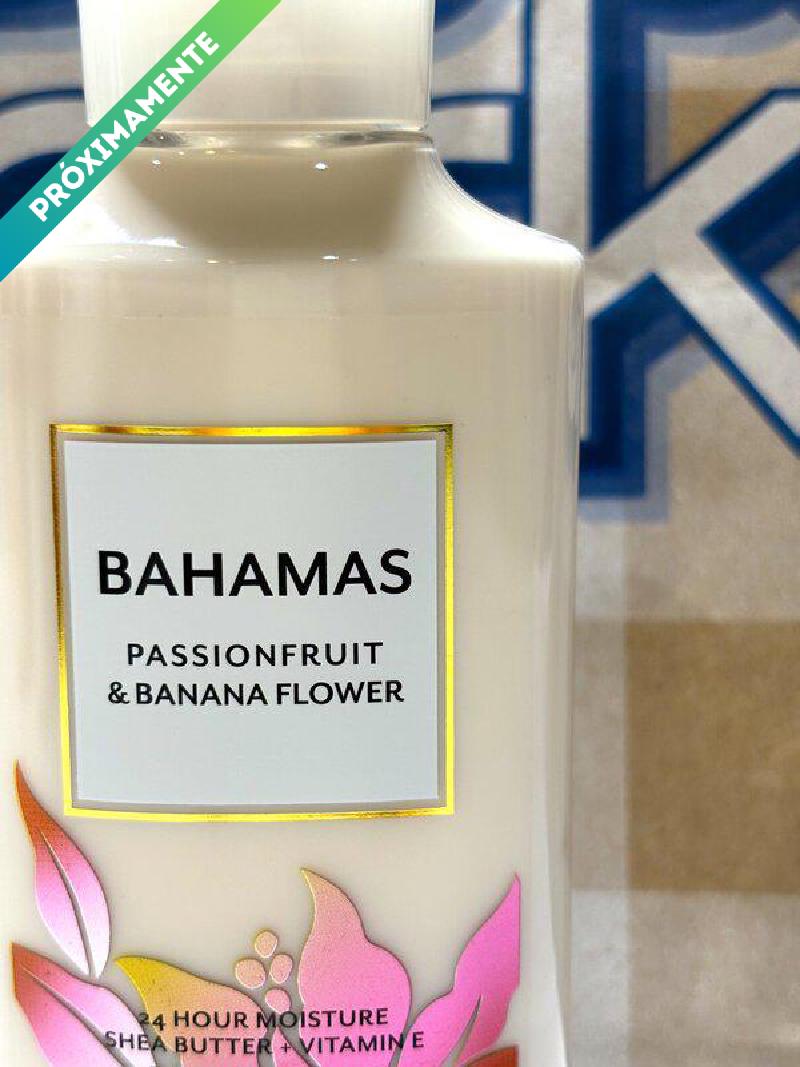 PRÓXIMAMENTE
BAHAMAS
PASSIONFRUIT
& BANANA FLOWER
24 HOUR MOISTURE
SHEA BUTTER + VITAMIN E